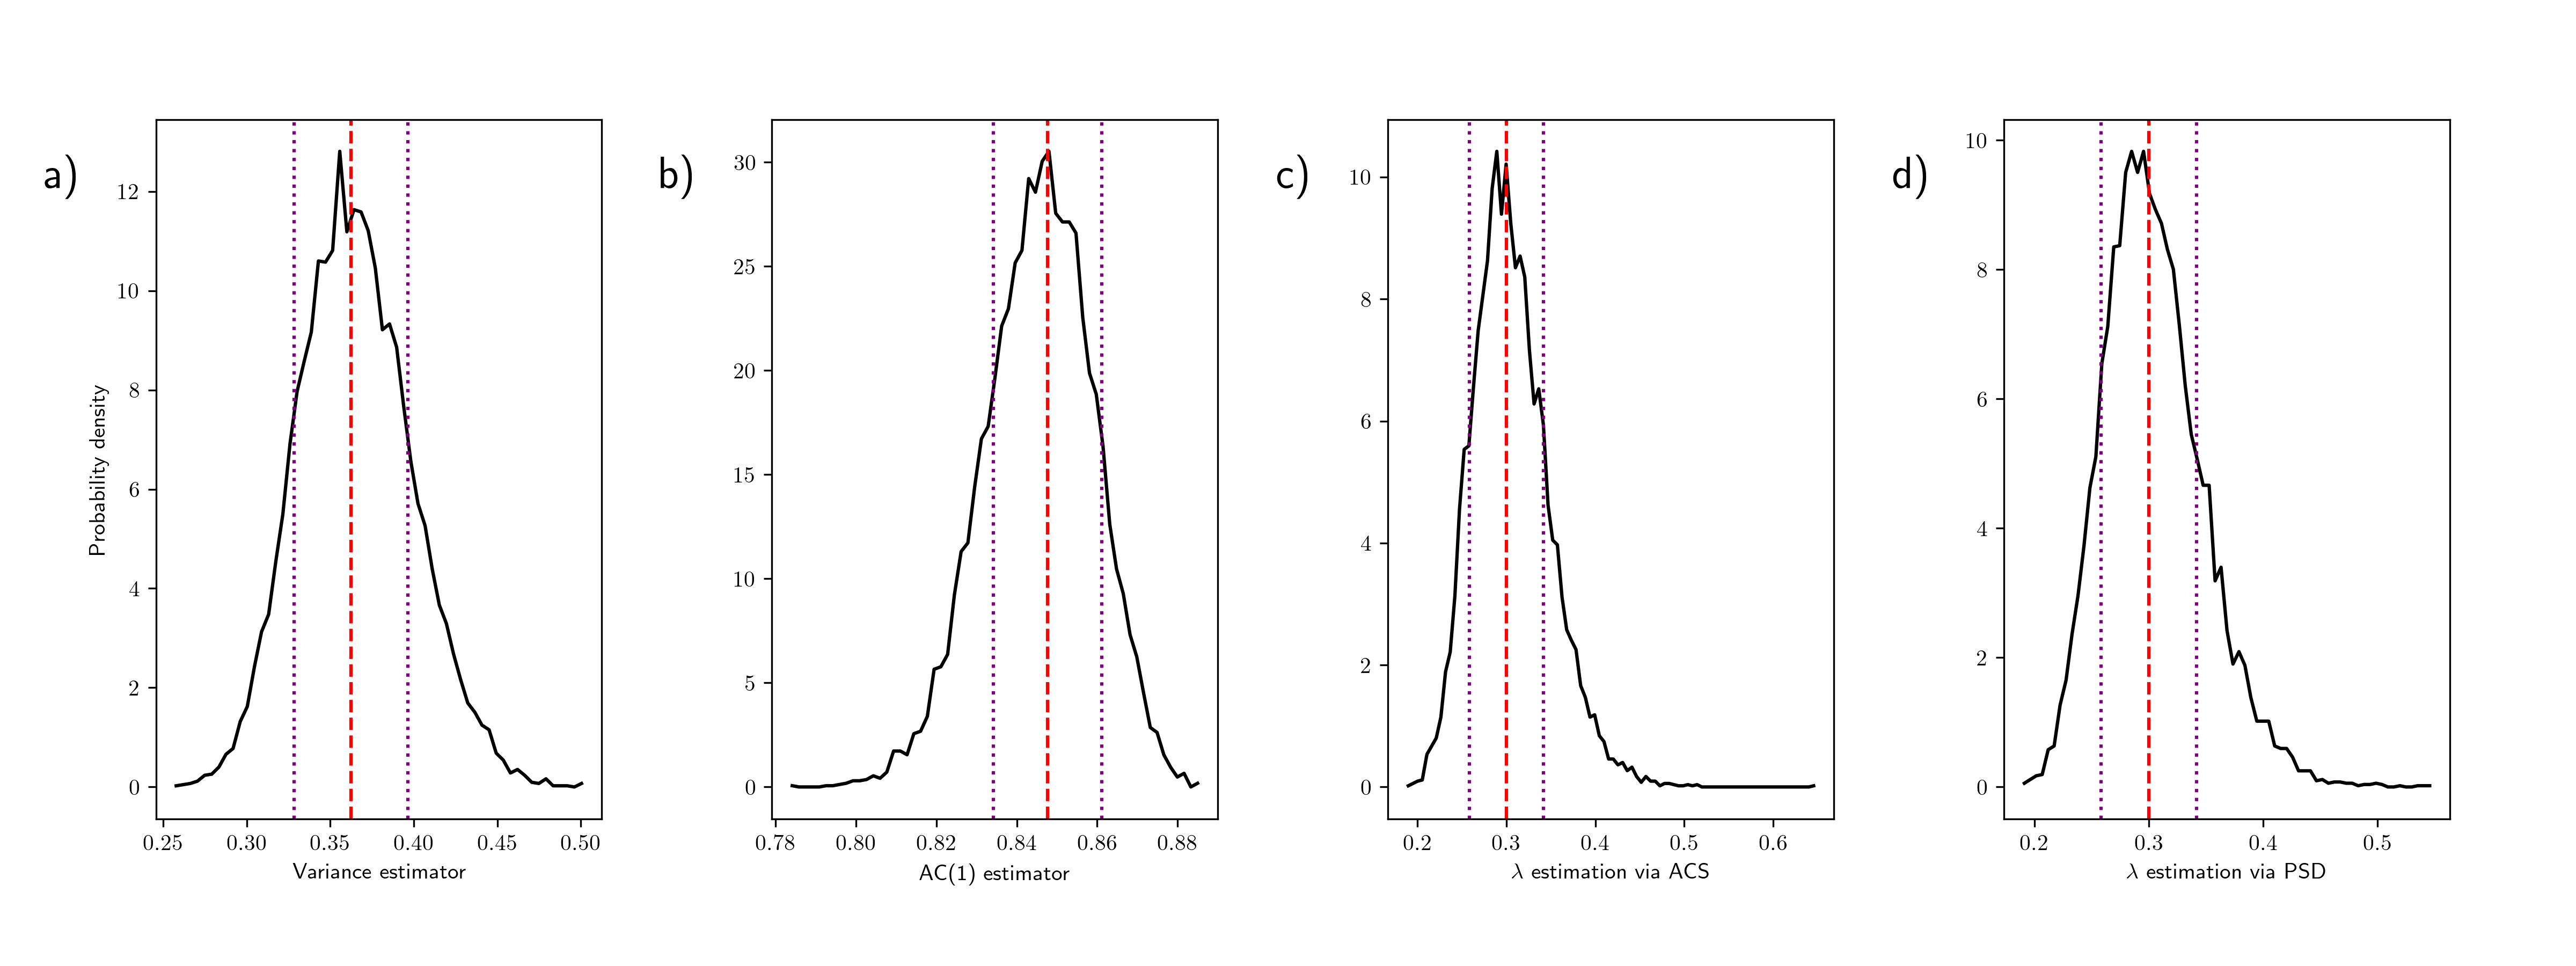 a)
12
10
8
6
4
2
0
Probability density
0.25 0.30 0.35 0.40 0.45 0.50
Variance estimator
b)
30
25
20
15
10
5
0
0.78 0.80 0.82 0.84 0.86 0.88
AC(1) estimator
c)
10
8
6
4
2
0
0.2 0.3 0.4 0.5 0.6
λ estimation via ACS
d)
10
8
6
4
2
0
0.2 0.3 0.4 0.5
λ estimation via PSD